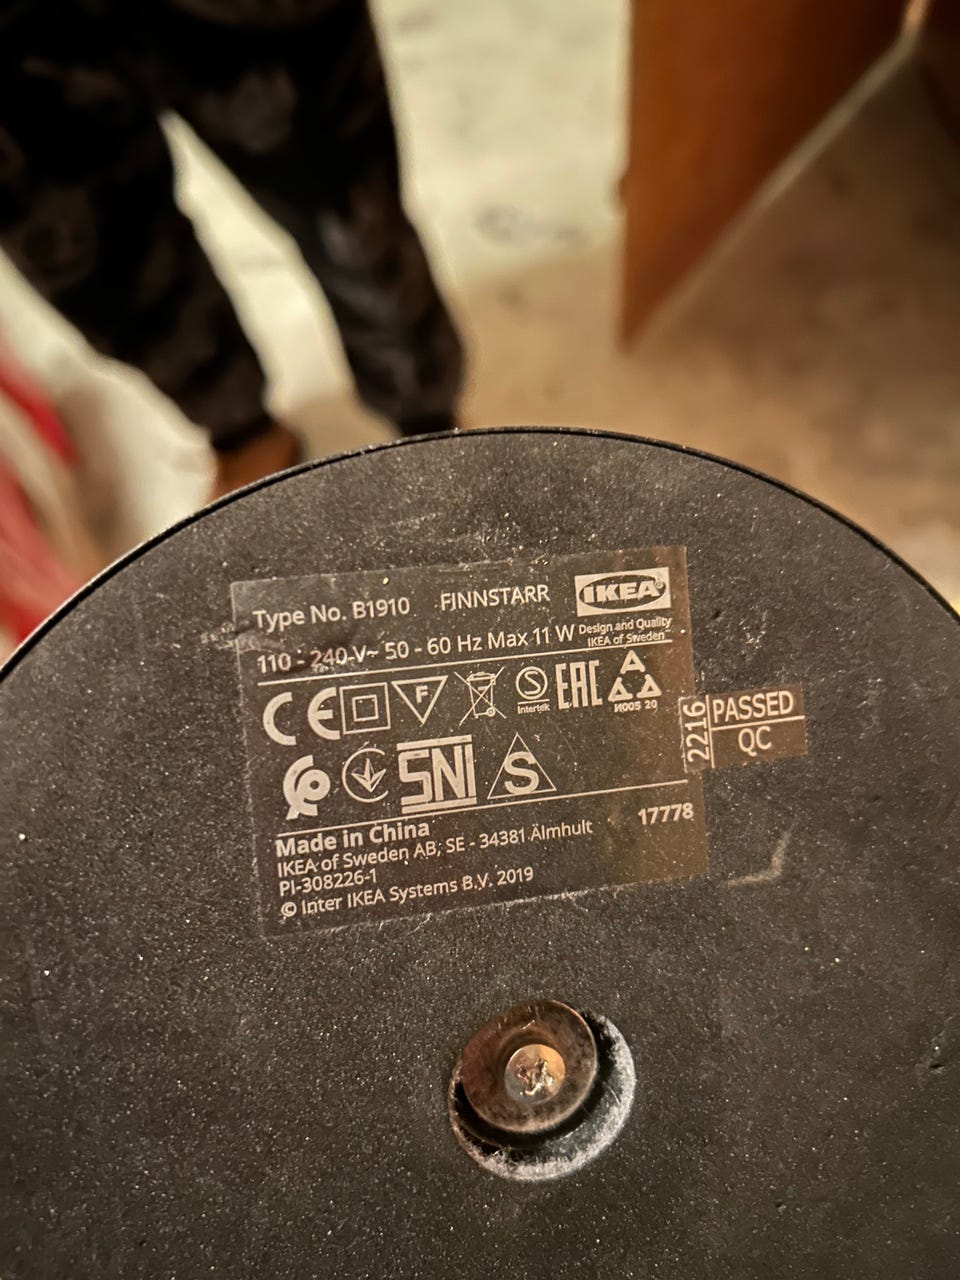 Type No. B1910 FINNSTARR IKEA
Design and Quality
IKEA of Sweden
110 - 240 V~ 50 - 60 Hz Max 11 W
CE F S Intertek EAC A
И005 20
SNI S
2216 PASSED
QC
Made in China 17778
IKEA of Sweden AB, SE - 34381 Älmhult
PI-308226-1
© Inter IKEA Systems B.V. 2019